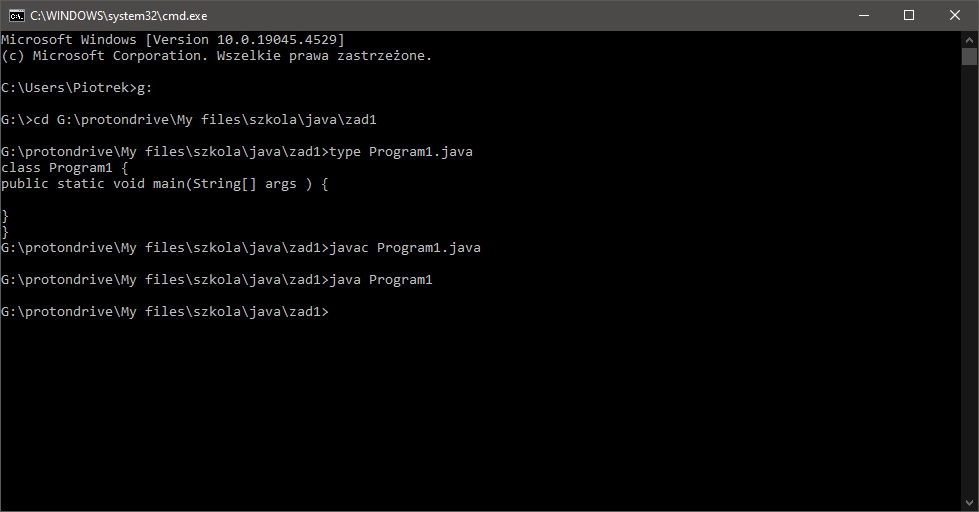 C:\WINDOWS\system32\cmd.exe
Microsoft Windows [Version 10.0.19045.4529]
(c) Microsoft Corporation. Wszelkie prawa zastrzeżone.
C:\Users\Piotrek>g:
G:\>cd G:\protondrive\My files\szkola\java\zad1
G:\protondrive\My files\szkola\java\zad1>type Program1.java
class Program1 {
public static void main(String[] args ) {
}
}
G:\protondrive\My files\szkola\java\zad1>javac Program1.java
G:\protondrive\My files\szkola\java\zad1>java Program1
G:\protondrive\My files\szkola\java\zad1>